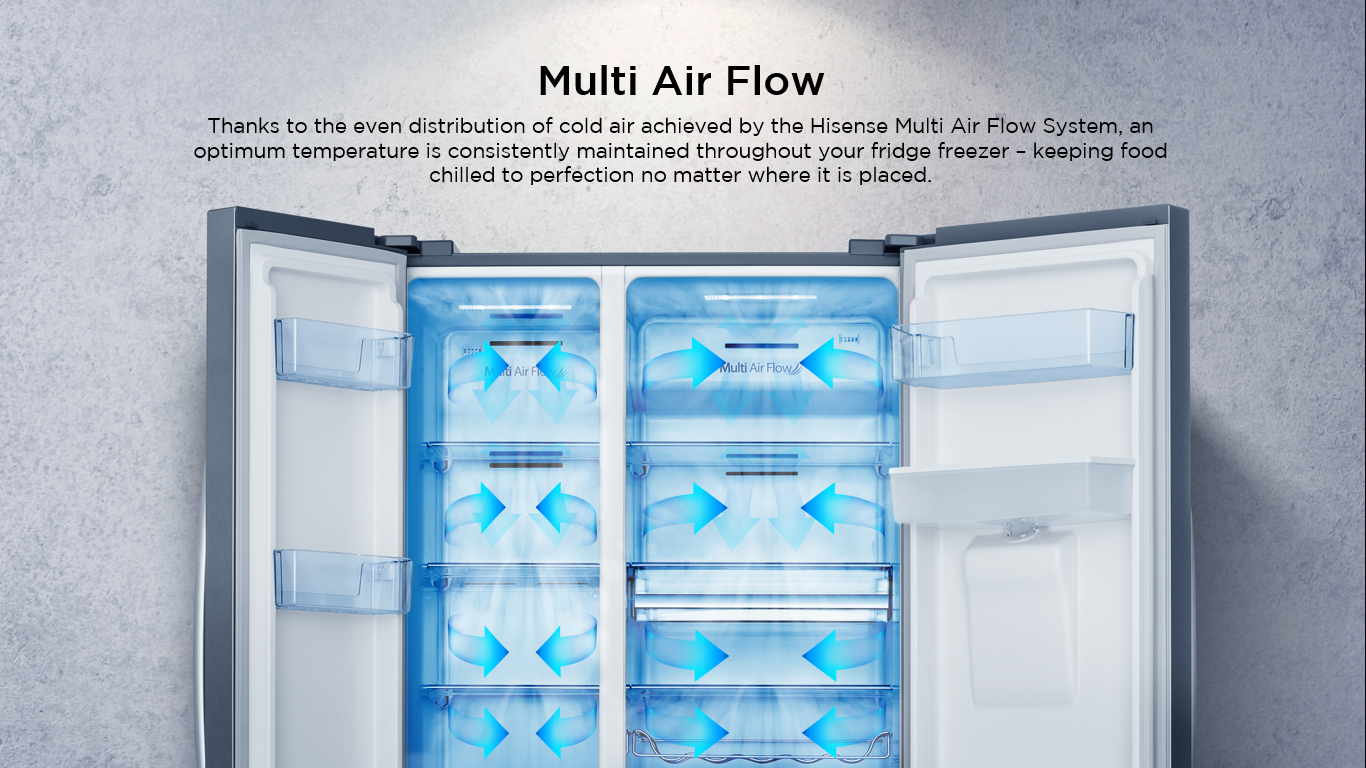 Multi Air Flow
Thanks to the even distribution of cold air achieved by the Hisense Multi Air Flow System, an
optimum temperature is consistently maintained throughout your fridge freezer – keeping food
chilled to perfection no matter where it is placed.
Multi Air Flow
Multi Air Flow